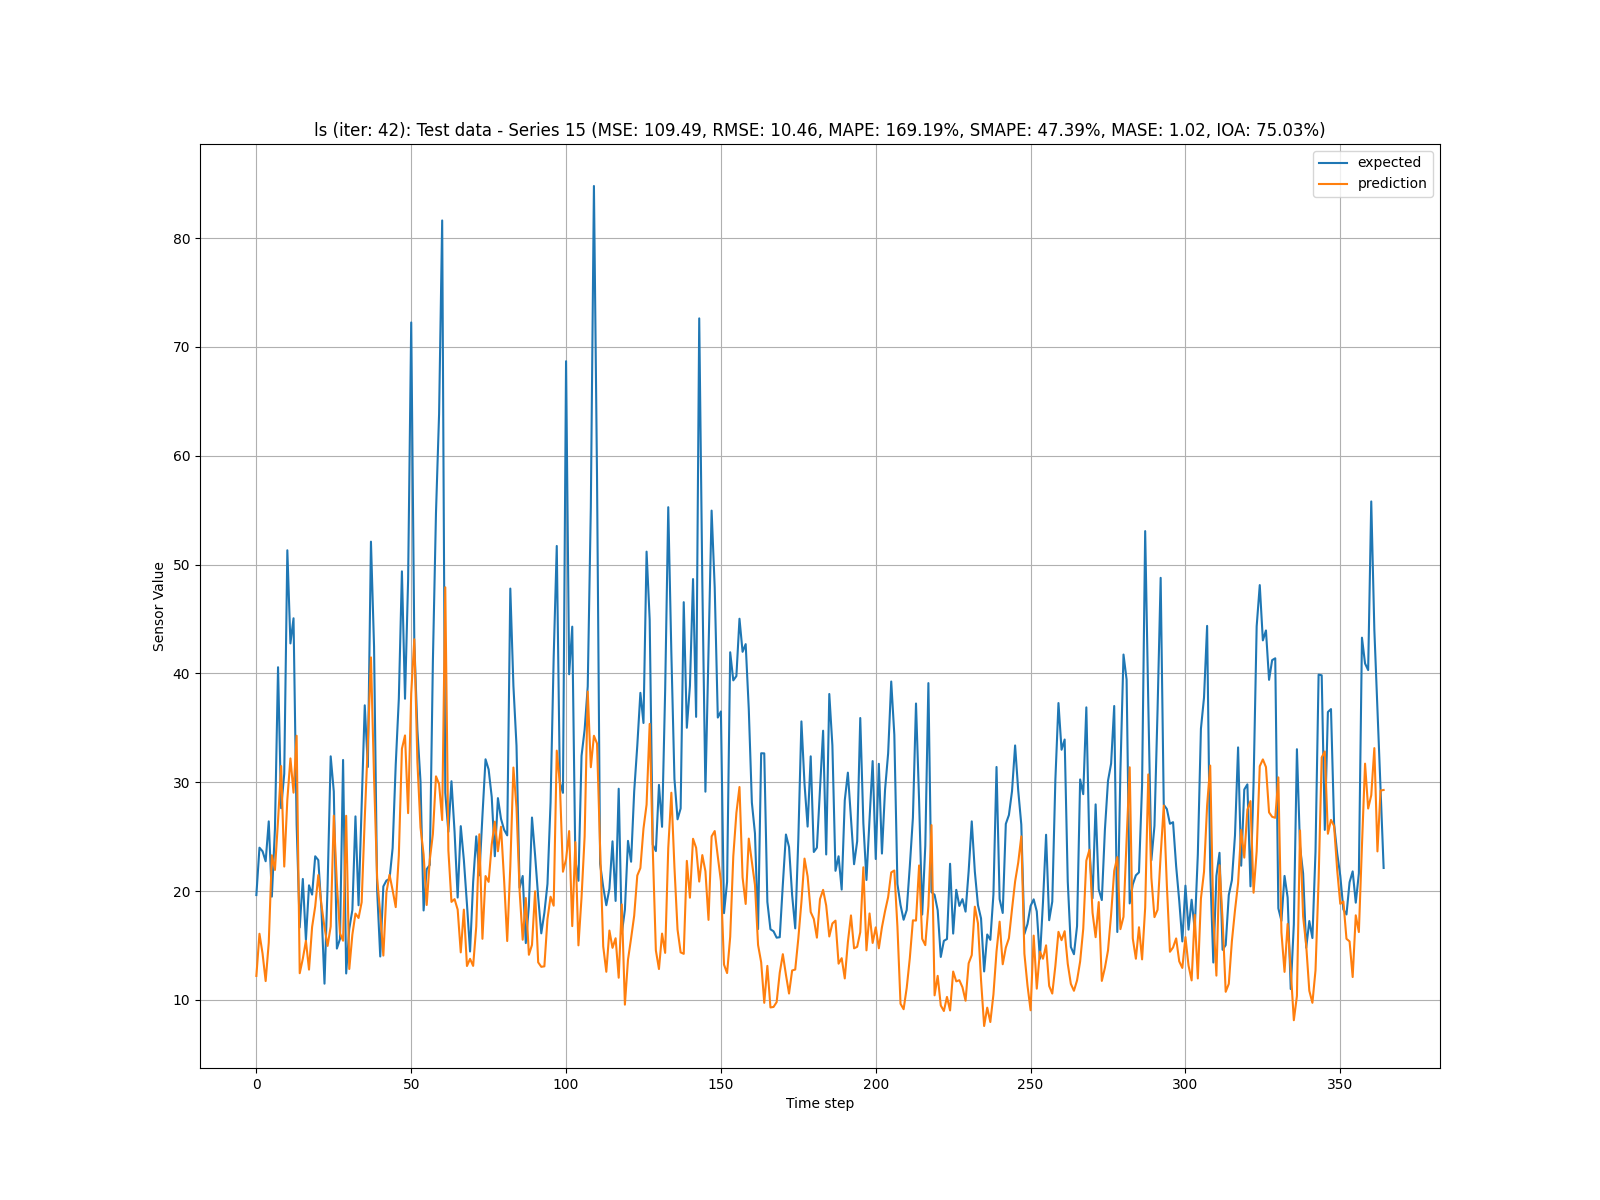 ls (iter: 42): Test data - Series 15 (MSE: 109.49, RMSE: 10.46, MAPE: 169.19%, SMAPE: 47.39%, MASE: 1.02, IOA: 75.03%)
expected
prediction
80
70
60
50
40
30
20
10
Sensor Value
0 50 100 150 200 250 300 350
Time step